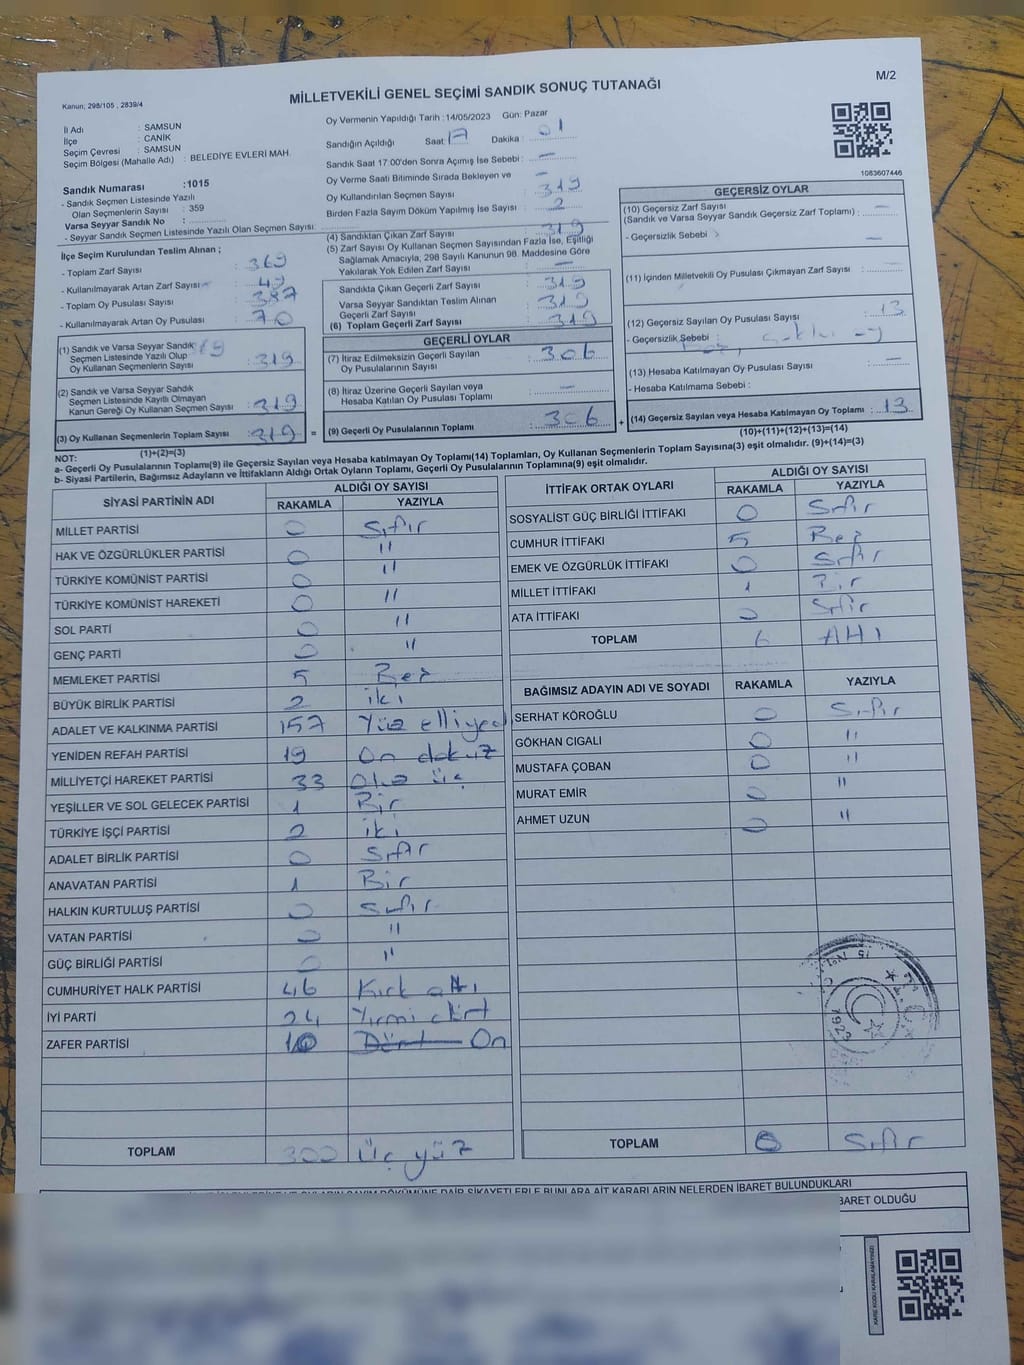 Kanun; 298/105 , 2839/4
MİLLETVEKİLİ GENEL SEÇİMİ SANDIK SONUÇ TUTANAĞI
M/2
İl Adı : SAMSUN
İlçe : CANİK
Seçim Çevresi : SAMSUN
Seçim Bölgesi (Mahalle Adı) : BELEDİYE EVLERİ MAH.
Sandık Numarası :1015
- Sandık Seçmen Listesinde Yazılı
Olan Seçmenlerin Sayısı : 359
Varsa Seyyar Sandık No :
- Seyyar Sandık Seçmen Listesinde Yazılı Olan Seçmen Sayısı:
İlçe Seçim Kurulundan Teslim Alınan ;
- Toplam Zarf Sayısı : 369
- Kullanılmayarak Artan Zarf Sayısı : 49
- Toplam Oy Pusulası Sayısı : 387
- Kullanılmayarak Artan Oy Pusulası : 70
(1) Sandık ve Varsa Seyyar Sandık
Seçmen Listesinde Yazılı Olup
Oy Kullanan Seçmenlerin Sayısı : 319
(2) Sandık ve Varsa Seyyar Sandık
Seçmen Listesinde Kayıtlı Olmayan
Kanun Gereği Oy Kullanan Seçmen Sayısı : 319
(3) Oy Kullanan Seçmenlerin Toplam Sayısı : 319
(1)+(2)=(3)
Oy Vermenin Yapıldığı Tarih :14/05/2023 Gün: Pazar
Sandığın Açıldığı Saat : 17 Dakika : 01
Sandık Saat 17:00'den Sonra Açımış İse Sebebi : —
Oy Verme Saati Bitiminde Sırada Bekleyen ve —
Oy Kullandırılan Seçmen Sayısı : 319
Birden Fazla Sayım Döküm Yapılmış İse Sayısı : 2
(4) Sandıktan Çıkan Zarf Sayısı : 319
(5) Zarf Sayısı Oy Kullanan Seçmen Sayısından Fazla İse, Eşitliği
Sağlamak Amacıyla, 298 Sayılı Kanunun 98. Maddesine Göre
Yakılarak Yok Edilen Zarf Sayısı : —
Sandıkta Çıkan Geçerli Zarf Sayısı : 319
Varsa Seyyar Sandıktan Teslim Alınan
Geçerli Zarf Sayısı : 319
(6) Toplam Geçerli Zarf Sayısı : 319
GEÇERLİ OYLAR
(7) İtiraz Edilmeksizin Geçerli Sayılan
Oy Pusulalarının Sayısı : 306
(8) İtiraz Üzerine Geçerli Sayılan veya
Hesaba Katılan Oy Pusulası Toplamı : —
= (9) Geçerli Oy Pusulalarının Toplamı : 306
1083607446
GEÇERSİZ OYLAR
(10) Geçersiz Zarf Sayısı
(Sandık ve Varsa Seyyar Sandık Geçersiz Zarf Toplamı) : —
- Geçersizlik Sebebi : —
(11) İçinden Milletvekili Oy Pusulası Çıkmayan Zarf Sayısı : —
(12) Geçersiz Sayılan Oy Pusulası Sayısı : 13
- Geçersizlik Sebebi :
(13) Hesaba Katılmayan Oy Pusulası Sayısı : —
- Hesaba Katılmama Sebebi :
+ (14) Geçersiz Sayılan veya Hesaba Katılmayan Oy Toplamı : 13
(10)+(11)+(12)+(13)=(14)
NOT:
a- Geçerli Oy Pusulalarının Toplamı(9) ile Geçersiz Sayılan veya Hesaba katılmayan Oy Toplamı(14) Toplamları, Oy Kullanan Seçmenlerin Toplam Sayısına(3) eşit olmalıdır. (9)+(14)=(3)
b- Siyasi Partilerin, Bağımsız Adayların ve İttifakların Aldığı Ortak Oyların Toplamı, Geçerli Oy Pusulalarının Toplamına(9) eşit olmalıdır.
SİYASİ PARTİNİN ADI ALDIĞI OY SAYISI
RAKAMLA YAZIYLA
MİLLET PARTİSİ 0 Sıfır
HAK VE ÖZGÜRLÜKLER PARTİSİ 0 "
TÜRKİYE KOMÜNİST PARTİSİ 0 "
TÜRKİYE KOMÜNİST HAREKETİ 0 "
SOL PARTİ 0 "
GENÇ PARTİ 0 "
MEMLEKET PARTİSİ 5 Beş
BÜYÜK BİRLİK PARTİSİ 2 iki
ADALET VE KALKINMA PARTİSİ 157 Yüz elliyedi
YENİDEN REFAH PARTİSİ 19 On dokuz
MİLLİYETÇİ HAREKET PARTİSİ 33 Otuz üç
YEŞİLLER VE SOL GELECEK PARTİSİ 1 Bir
TÜRKİYE İŞÇİ PARTİSİ 2 iki
ADALET BİRLİK PARTİSİ 0 Sıfır
ANAVATAN PARTİSİ 1 Bir
HALKIN KURTULUŞ PARTİSİ 0 Sıfır
VATAN PARTİSİ 0 "
GÜÇ BİRLİĞİ PARTİSİ 0 "
CUMHURİYET HALK PARTİSİ 46 Kırk altı
İYİ PARTİ 24 Yirmi dört
ZAFER PARTİSİ 10 Dört On
TOPLAM 300 Üç yüz
İTTİFAK ORTAK OYLARI ALDIĞI OY SAYISI
RAKAMLA YAZIYLA
SOSYALİST GÜÇ BİRLİĞİ İTTİFAKI 0 Sıfır
CUMHUR İTTİFAKI 5 Beş
EMEK VE ÖZGÜRLÜK İTTİFAKI 0 Sıfır
MİLLET İTTİFAKI 1 Bir
ATA İTTİFAKI 0 Sıfır
TOPLAM 6 Altı
BAĞIMSIZ ADAYIN ADI VE SOYADI RAKAMLA YAZIYLA
SERHAT KÖROĞLU 0 Sıfır
GÖKHAN CIGALI 0 "
MUSTAFA ÇOBAN 0 "
MURAT EMİR 0 "
AHMET UZUN 0 "
TOPLAM 0 Sıfır
BUNLARA AİT KARARLARIN NELERDEN İBARET BULUNDUKLARI
BARET OLDUĞU